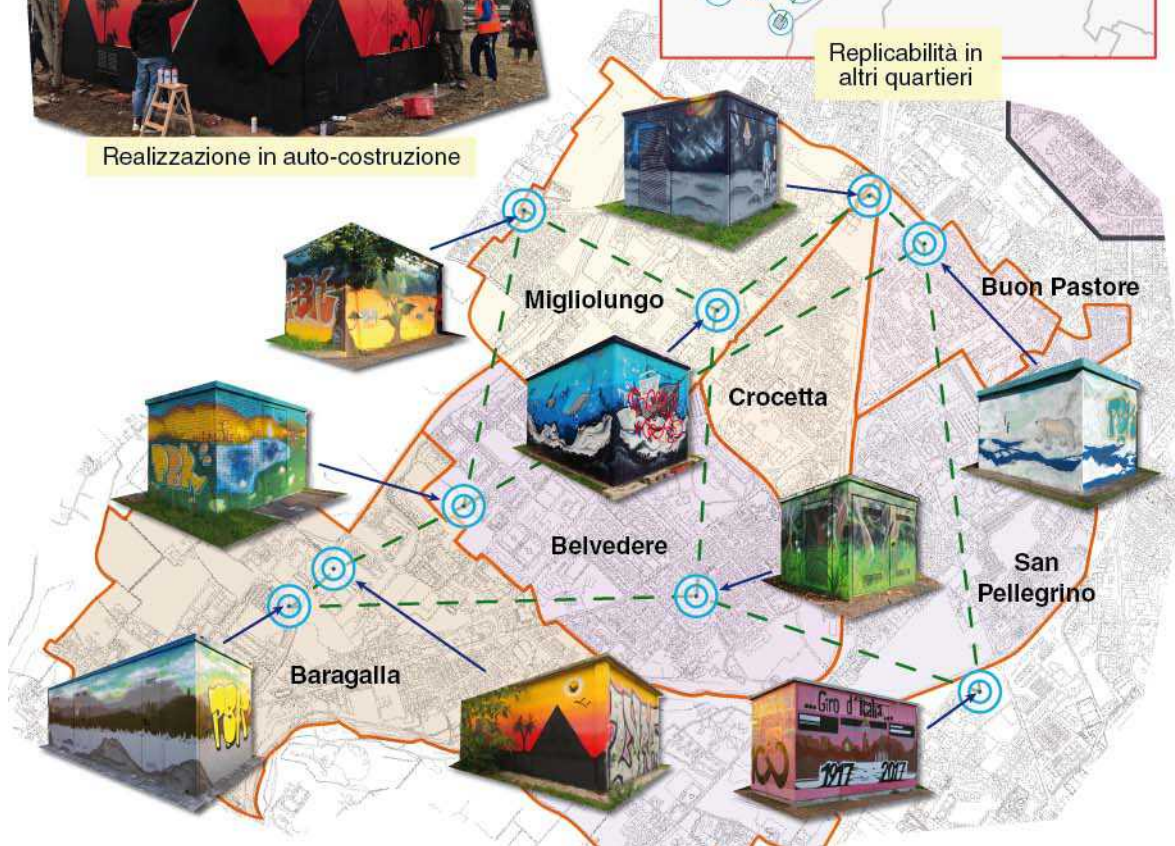 Replicabilità in
altri quartieri
Realizzazione in auto-costruzione
Migliolungo
Buon Pastore
Crocetta
Belvedere
San
Pellegrino
Baragalla
...Giro d'Italia...
1917 2017